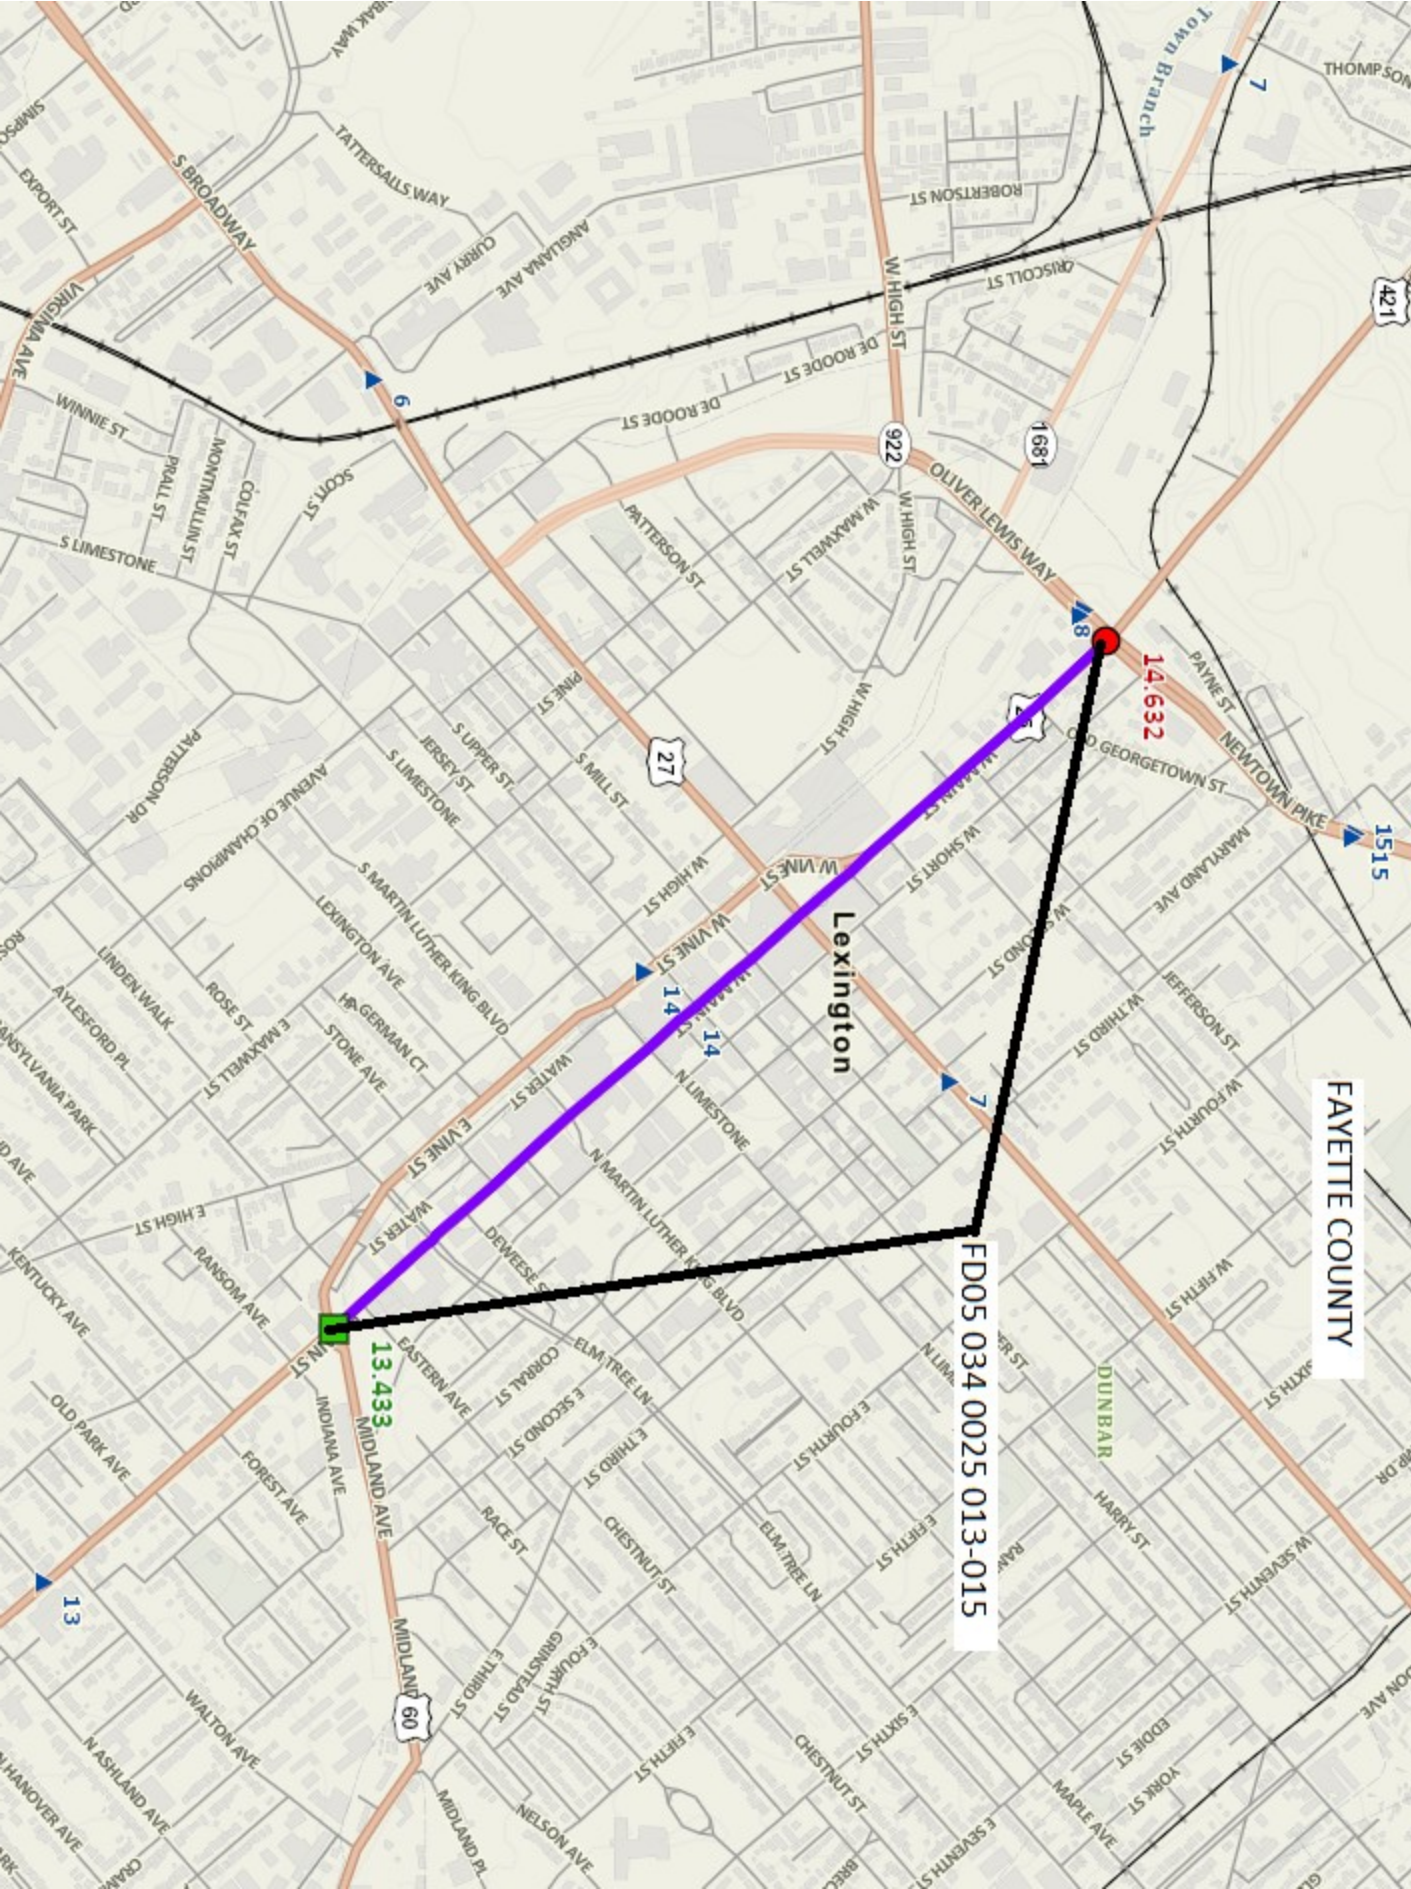 FAYETTE COUNTY
FD05 034 0025 013-015
14.632
13.433
Lexington
DUNBAR
Town Branch
THOMPSON
7
421
ROBERTSON ST
W HIGH ST
TATTERSALLS WAY
CURRY AVE
ANGLIANA AVE
S BROADWAY
EXPORT ST
VIRGINIA AVE
6
DE ROODE ST
DE ROODE ST
922
1681
OLIVER LEWIS WAY
W HIGH ST
W MAXWELL ST
PATTERSON ST
WINNIE ST
PRALL ST
MONTMULLIN ST
COLFAX ST
SCOTT ST
S LIMESTONE
8
PAYNE ST
NEWTOWN PIKE
15
15
OLD GEORGETOWN ST
MARYLAND AVE
W MAIN ST
W SHORT ST
W SECOND ST
JEFFERSON ST
W THIRD ST
W FOURTH ST
W FIFTH ST
W HIGH ST
PINE ST
27
S UPPER ST
JERSEY ST
S LIMESTONE
S MILL ST
PATTERSON DR
AVENUE OF CHAMPIONS
W HIGH ST
W VINE ST
W VINE ST
14
14
7
S MARTIN LUTHER KING BLVD
LEXINGTON AVE
LINDEN WALK
ROSE ST
AYLESFORD PL
E MAXWELL ST
STONE AVE
GERMAN CT
WATER ST
E VINE ST
N LIMESTONE
N MARTIN LUTHER KING BLVD
WATER ST
DEWEESE ST
E HIGH ST
RANSOM AVE
KENTUCKY AVE
OLD PARK AVE
FOREST AVE
INDIANA AVE
MIDLAND AVE
EASTERN AVE
CORRAL ST
E SECOND ST
ELM TREE LN
E THIRD ST
E FOURTH ST
E FIFTH ST
RACE ST
CHESTNUT ST
ELM TREE LN
HARRY ST
W SEVENTH ST
13
MIDLAND
60
E THIRD ST
GRINSTEAD ST
E FOURTH ST
E FIFTH ST
E SIXTH ST
CHESTNUT ST
E SEVENTH ST
EDDIE ST
YORK ST
MAPLE AVE
WALTON AVE
N ASHLAND AVE
N HANOVER AVE
MIDLAND PL
NELSON AVE